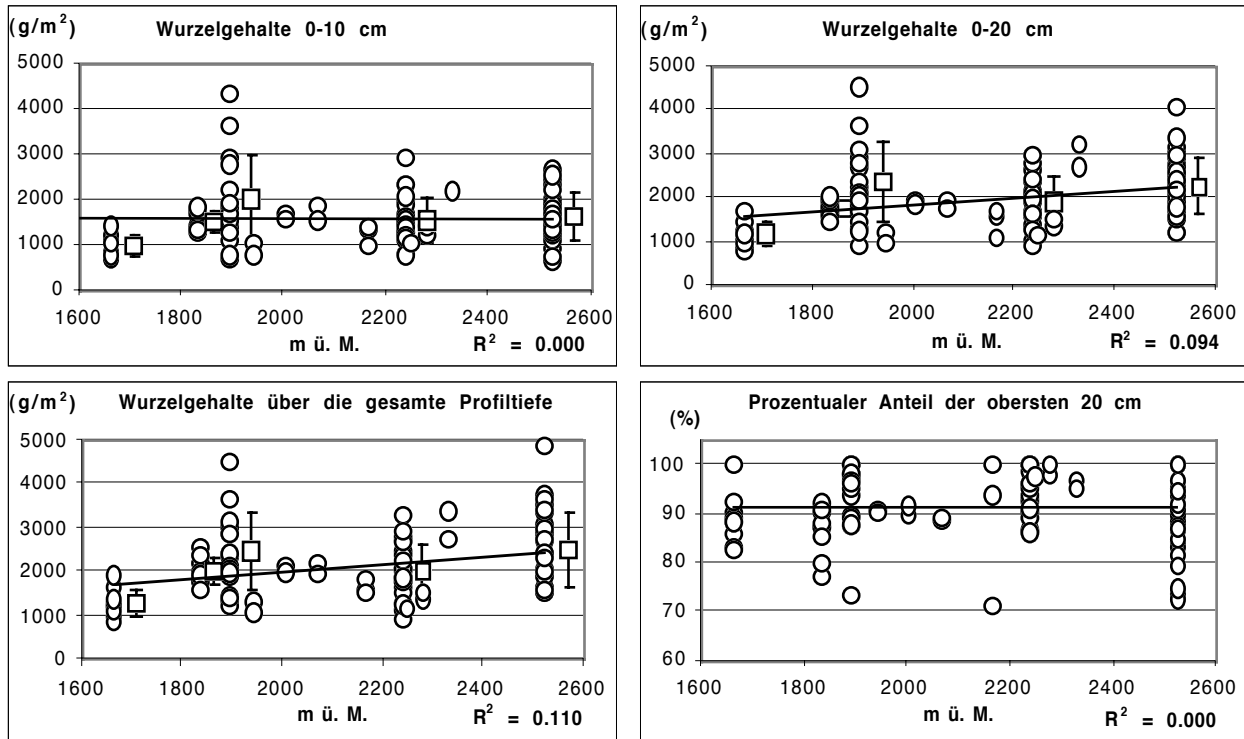 (g/m²) Wurzelgehalte 0-10 cm
5000
4000
3000
2000
1000
0
1600 1800 2000 2200 2400 2600
m ü. M. R² = 0.000
(g/m²) Wurzelgehalte 0-20 cm
5000
4000
3000
2000
1000
0
1600 1800 2000 2200 2400 2600
m ü. M. R² = 0.094
(g/m²) Wurzelgehalte über die gesamte Profiltiefe
5000
4000
3000
2000
1000
0
1600 1800 2000 2200 2400 2600
m ü. M. R² = 0.110
Prozentualer Anteil der obersten 20 cm
(%)
100
90
80
70
60
1600 1800 2000 2200 2400 2600
m ü. M. R² = 0.000